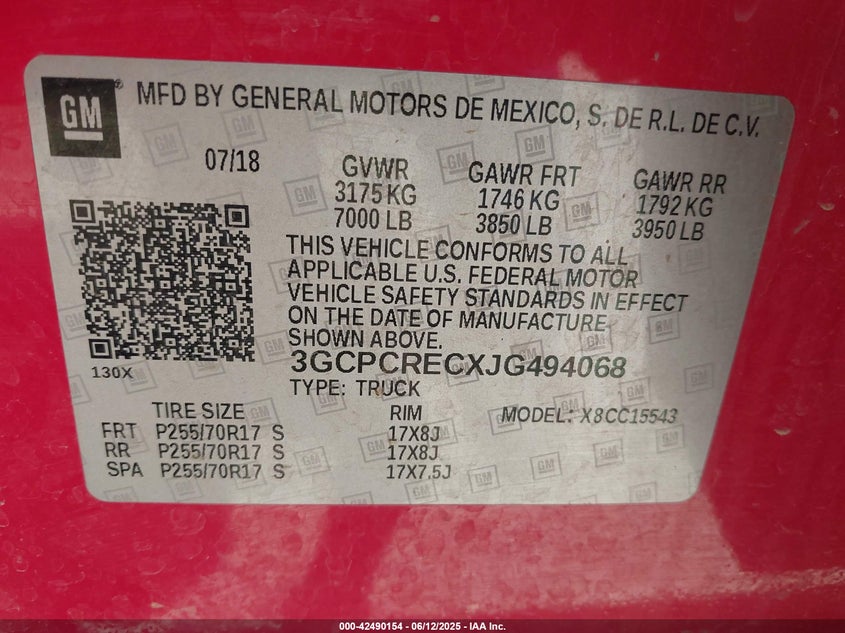 GM
MFD BY GENERAL MOTORS DE MEXICO, S. DE R.L. DE C.V.
07/18
GVWR
3175 KG
7000 LB
GAWR FRT
1746 KG
3850 LB
GAWR RR
1792 KG
3950 LB
THIS VEHICLE CONFORMS TO ALL
APPLICABLE U.S. FEDERAL MOTOR
VEHICLE SAFETY STANDARDS IN EFFECT
ON THE DATE OF MANUFACTURE
SHOWN ABOVE.
130X
3GCPCRECXJG494068
TYPE: TRUCK
MODEL: X8CC15543
TIRE SIZE RIM
FRT P255/70R17 S 17X8J
RR P255/70R17 S 17X8J
SPA P255/70R17 S 17X7.5J
000-42490154 - 06/12/2025 - IAA Inc.